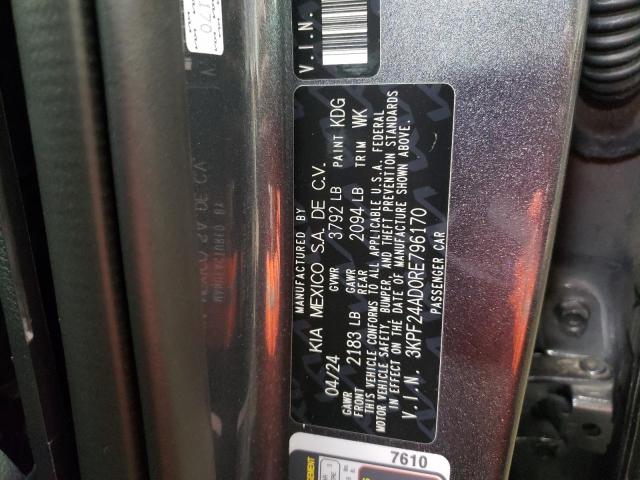 V.I.N.
MANUFACTURED BY
KIA MEXICO S.A. DE C.V.
04/24 GVWR 3792 LB PAINT KDG
GAWR FRONT 2183 LB GAWR REAR 2094 LB TRIM WK
THIS VEHICLE CONFORMS TO ALL APPLICABLE U.S.A. FEDERAL
MOTOR VEHICLE SAFETY, BUMPER, AND THEFT PREVENTION STANDARDS
IN EFFECT ON THE DATE OF MANUFACTURE SHOWN ABOVE.
V.I.N. 3KPF24AD0RE796170
PASSENGER CAR
7610